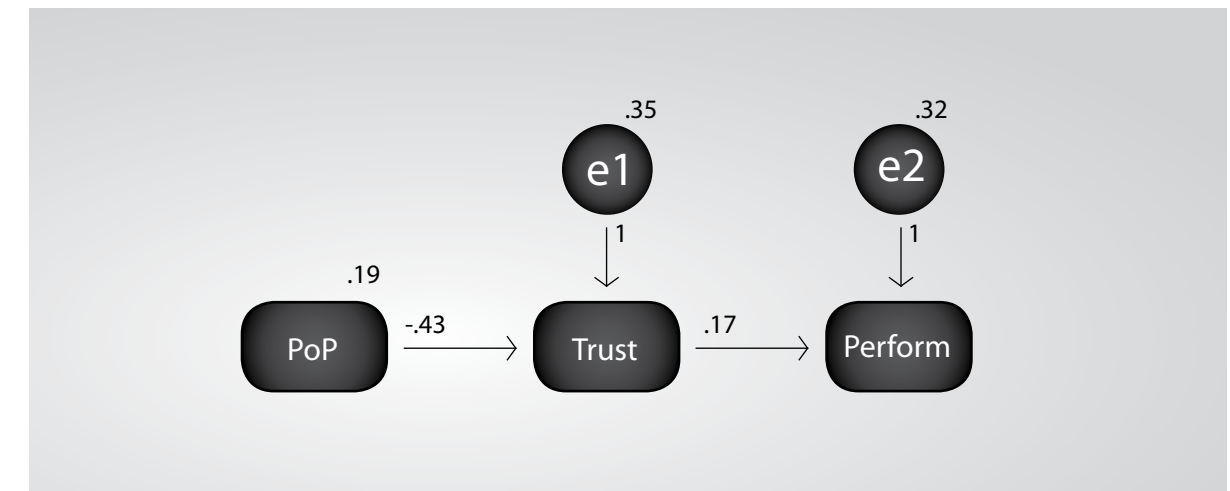 .35
.32
e1
e2
1
1
.19
-.43
.17
PoP
Trust
Perform